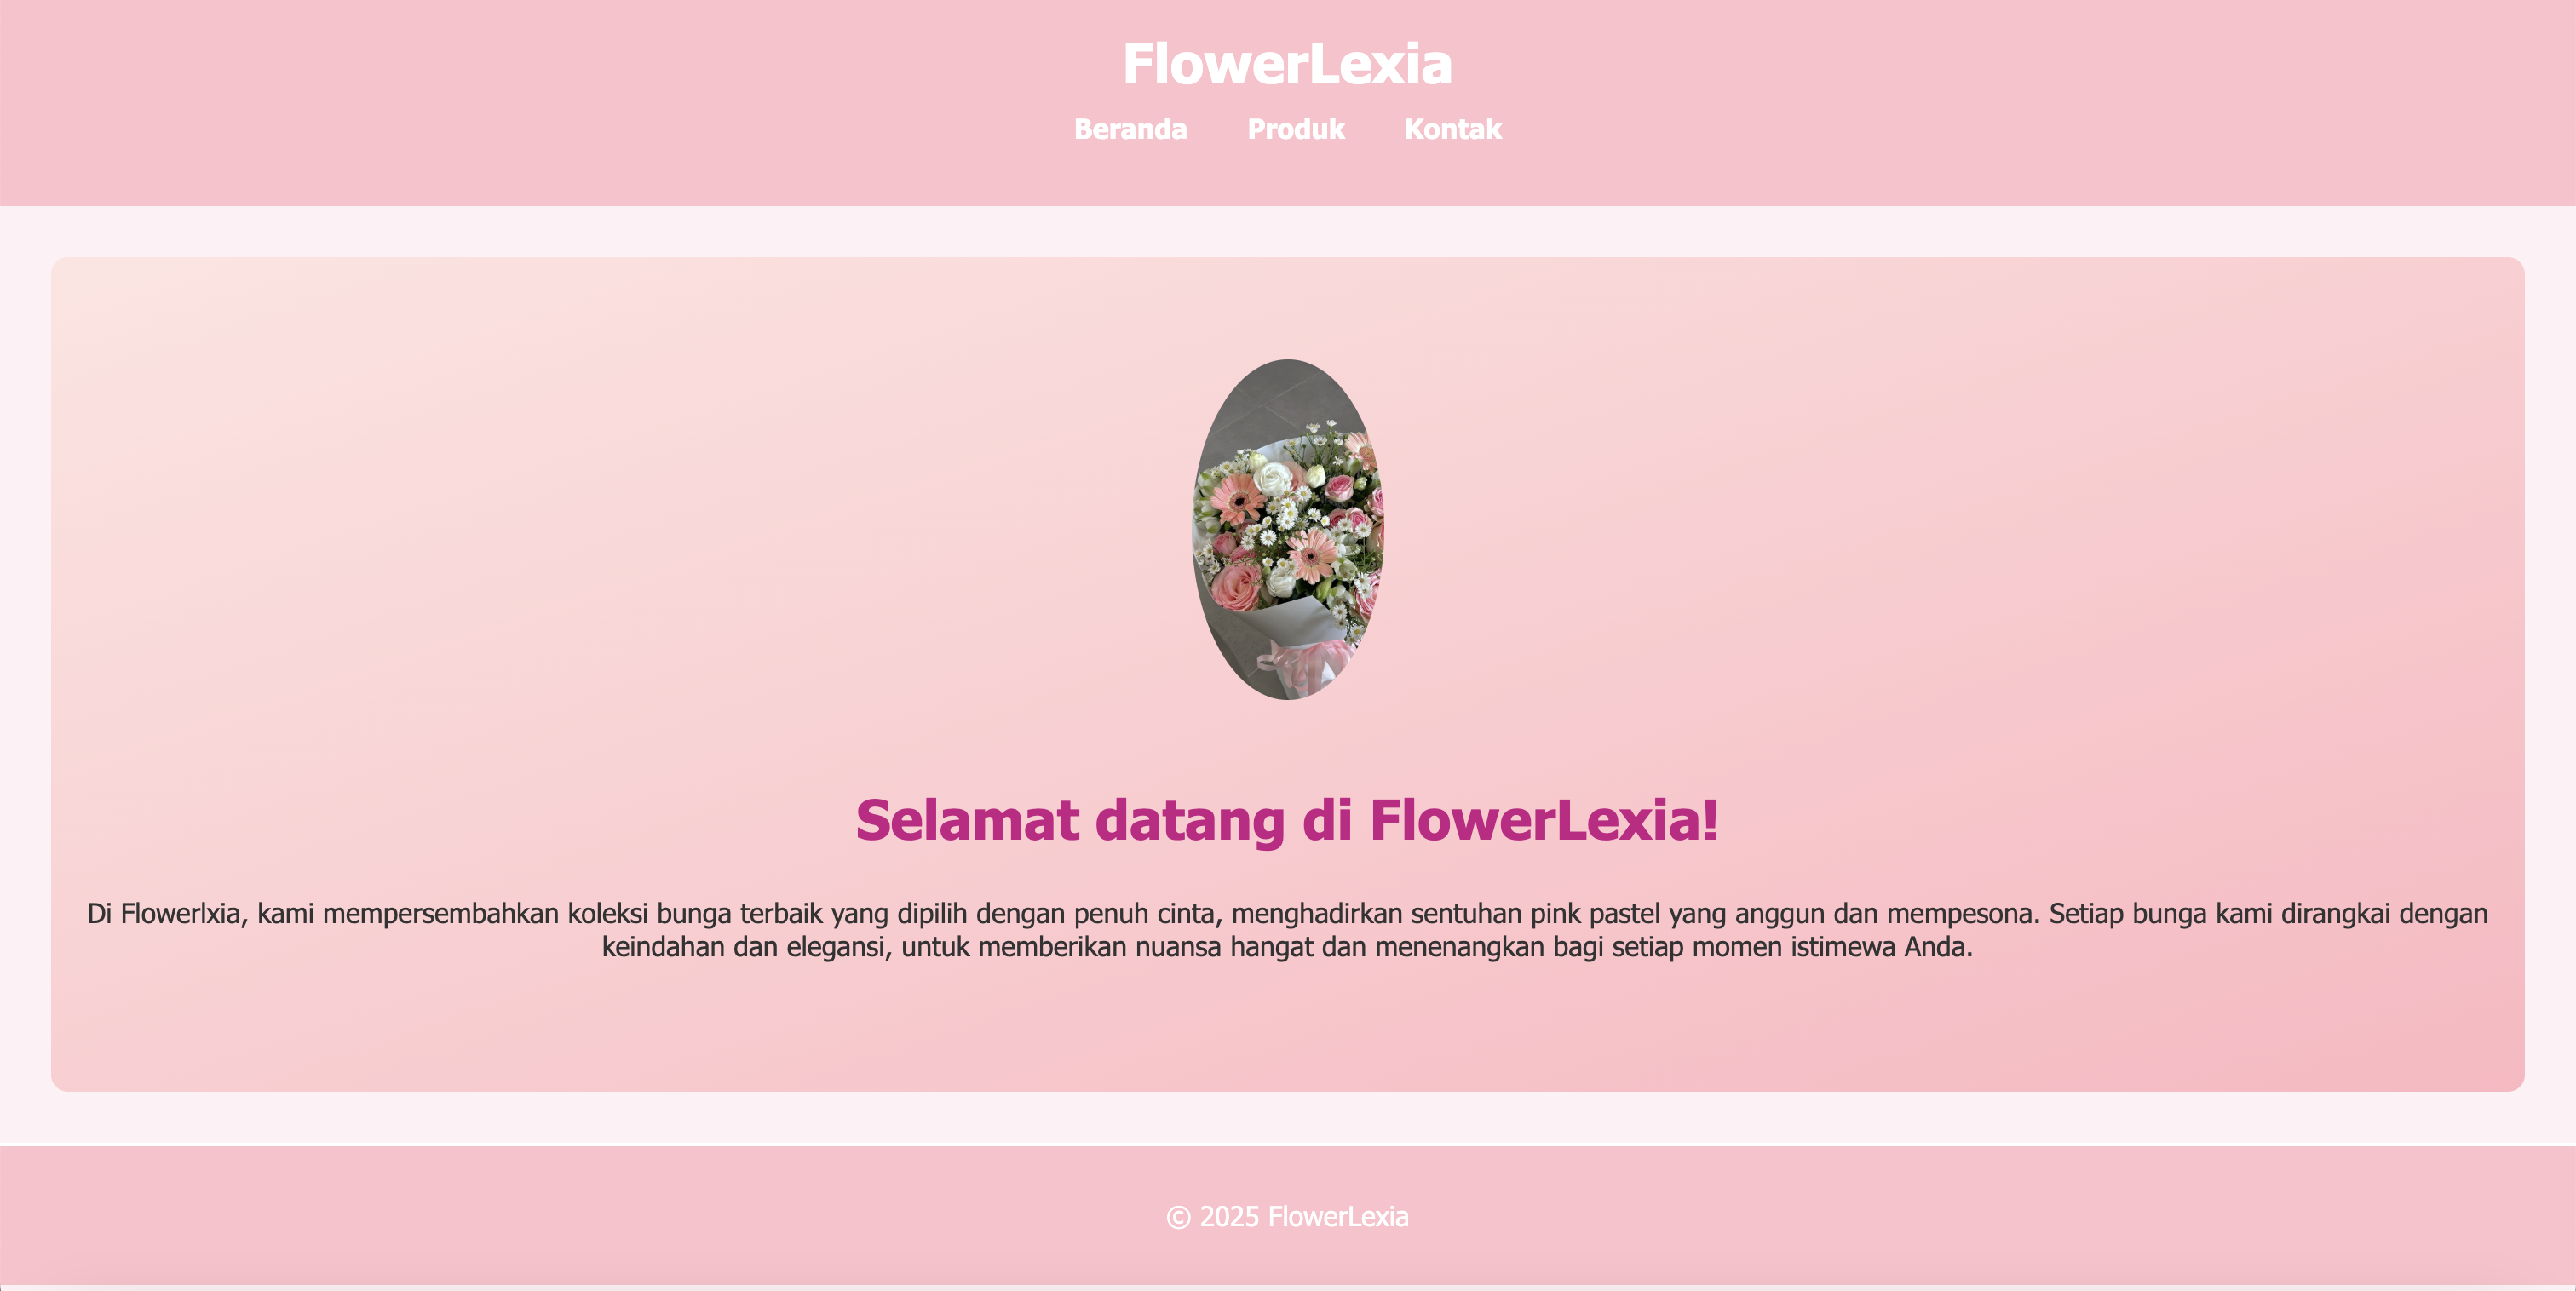 FlowerLexia
Beranda Produk Kontak
Selamat datang di FlowerLexia!
Di Flowerlxia, kami mempersembahkan koleksi bunga terbaik yang dipilih dengan penuh cinta, menghadirkan sentuhan pink pastel yang anggun dan mempesona. Setiap bunga kami dirangkai dengan
keindahan dan elegansi, untuk memberikan nuansa hangat dan menenangkan bagi setiap momen istimewa Anda.
© 2025 FlowerLexia